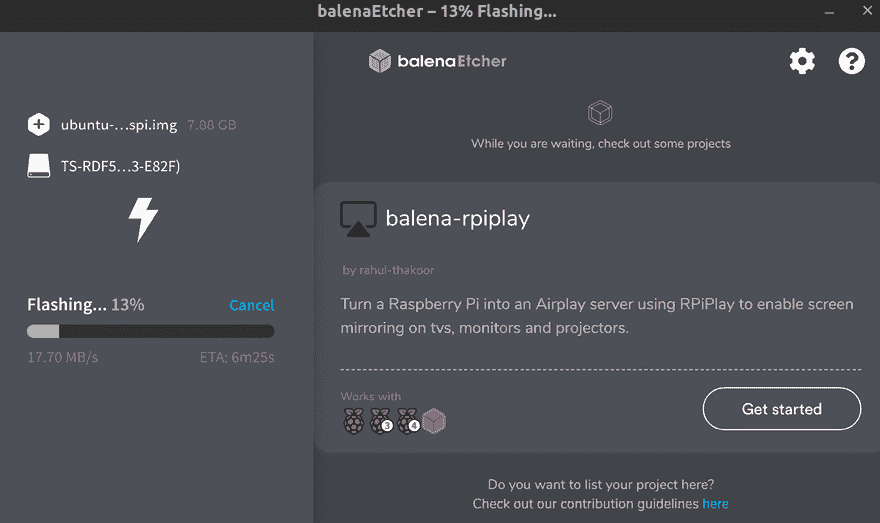 balenaEtcher – 13% Flashing...
balenaEtcher
While you are waiting, check out some projects
ubuntu-...spi.img 7.88 GB
TS-RDF5...3-E82F)
Flashing... 13% Cancel
17.70 MB/s ETA: 6m25s
balena-rpiplay
by rahul-thakoor
Turn a Raspberry Pi into an Airplay server using RPiPlay to enable screen
mirroring on tvs, monitors and projectors.
Works with
3 4
Get started
Do you want to list your project here?
Check out our contribution guidelines here